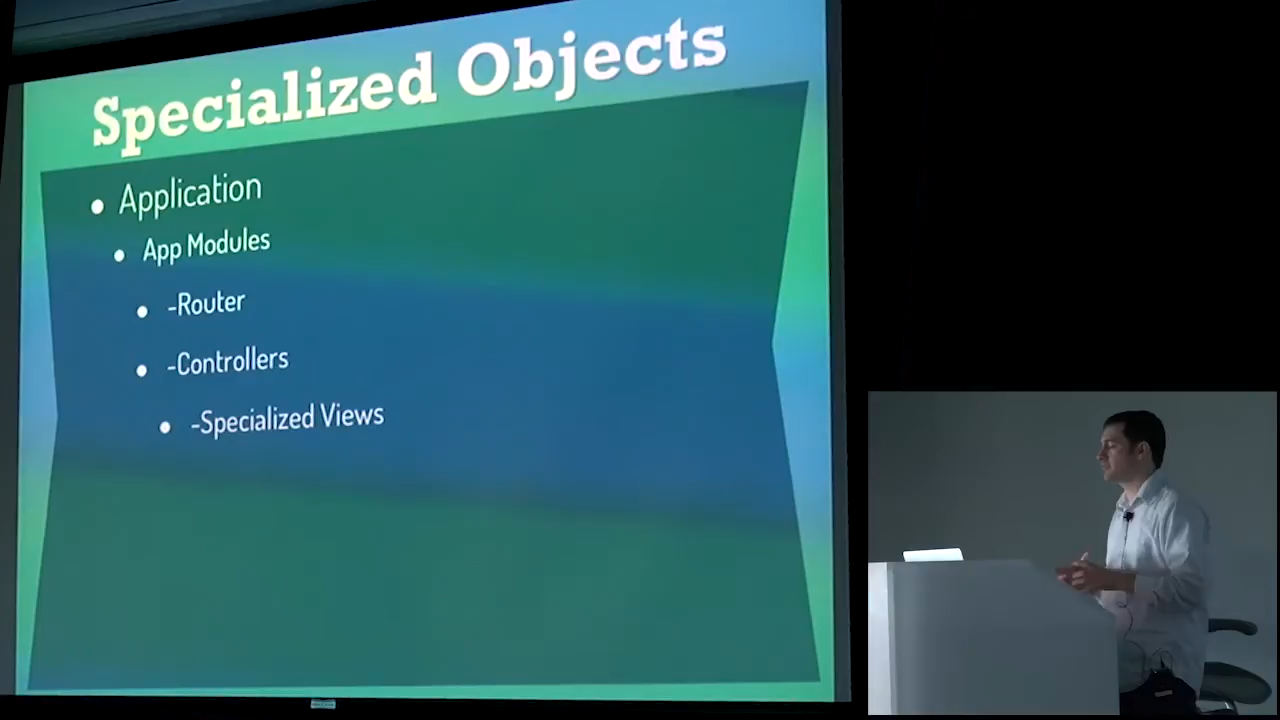 Specialized Objects
• Application
• App Modules
• -Router
• -Controllers
• -Specialized Views